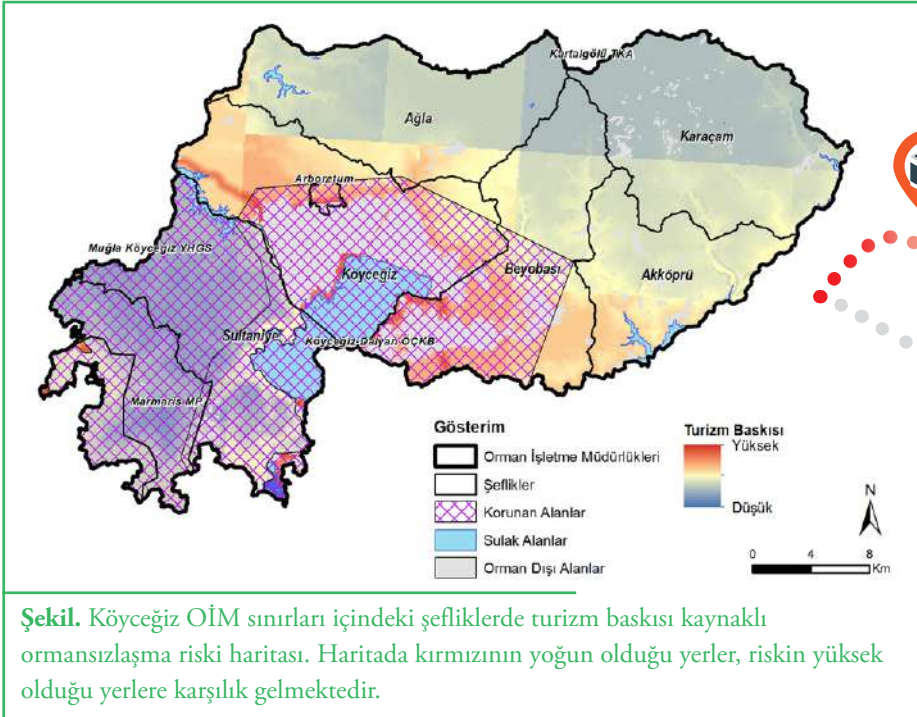 Kartalgölü TKA
Ağla
Karaçam
Arboretum
Muğla Köyceğiz YHGS
Köyceğiz
Beyobası
Akköprü
Sultaniye
Köyceğiz-Dalyan ÖÇKB
Marmaris MP
Gösterim
Orman İşletme Müdürlükleri
Şeflikler
Korunan Alanlar
Sulak Alanlar
Orman Dışı Alanlar
Turizm Baskısı
Yüksek
Düşük
N
0 4 8
Km
Şekil. Köyceğiz OİM sınırları içindeki şefliklerde turizm baskısı kaynaklı
ormansızlaşma riski haritası. Haritada kırmızının yoğun olduğu yerler, riskin yüksek
olduğu yerlere karşılık gelmektedir.